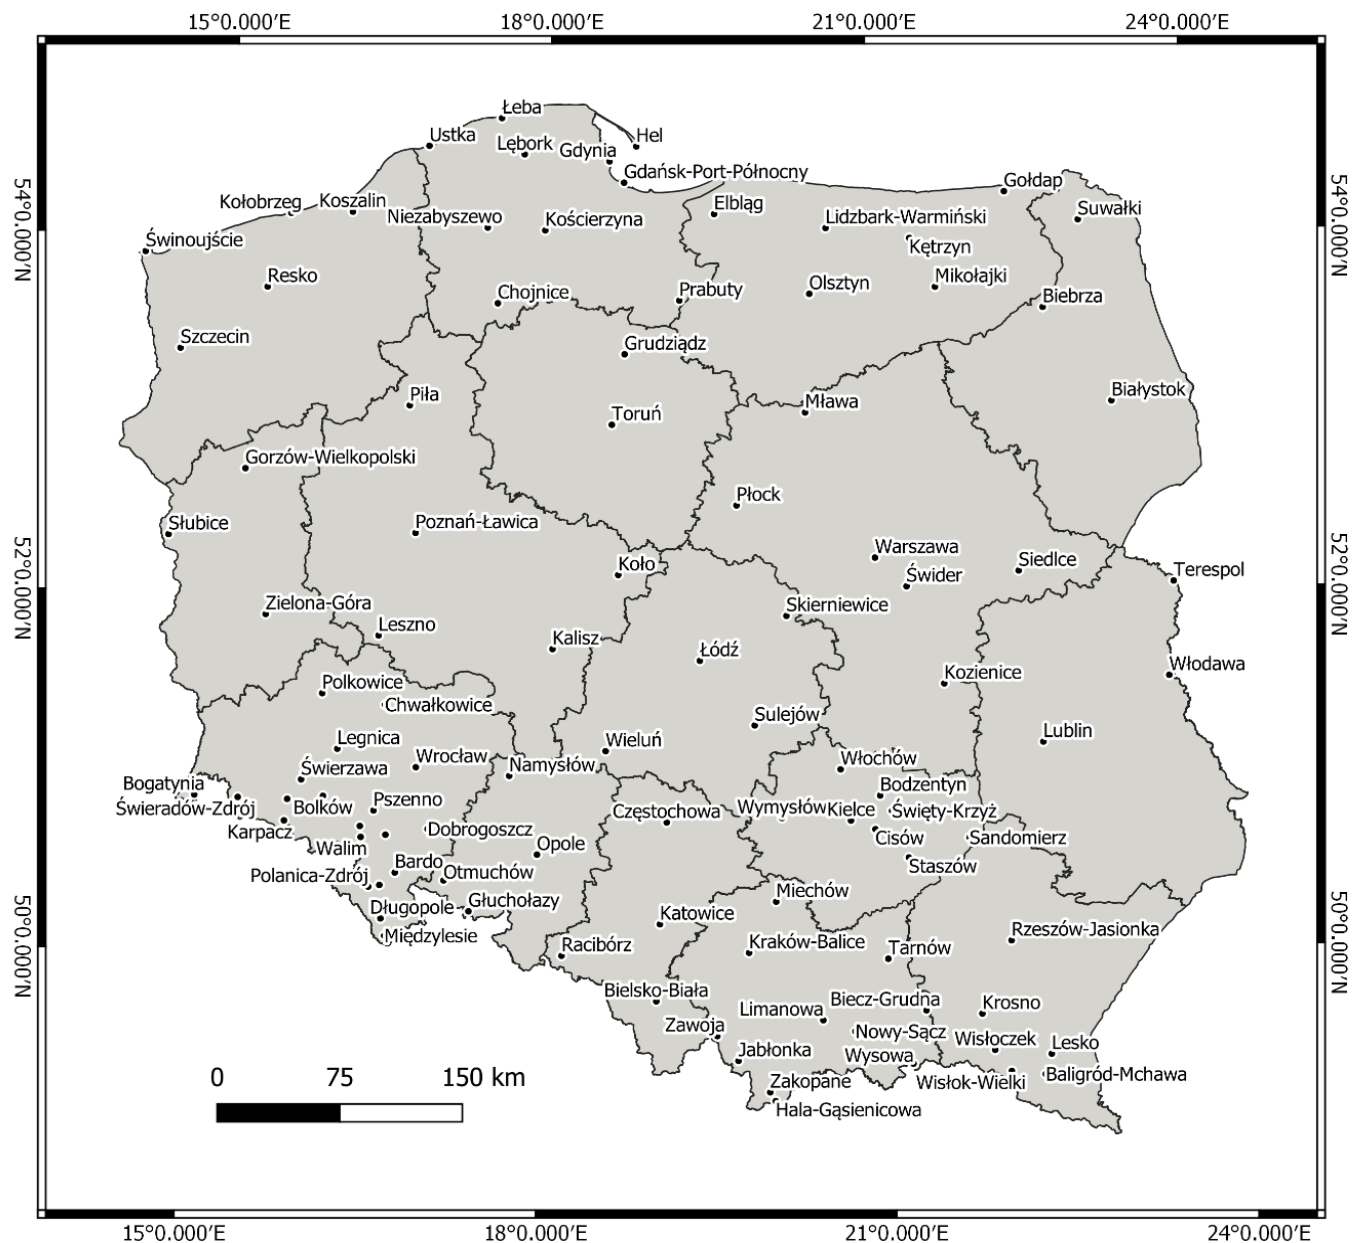 15°0.000′E 18°0.000′E 21°0.000′E 24°0.000′E
54°0.000′N
54°0.000′N
52°0.000′N
52°0.000′N
50°0.000′N
50°0.000′N
Łeba
Ustka
Hel
Lębork
Gdynia
Gdańsk-Port-Północny
Gołdap
Kołobrzeg
Koszalin
Elbląg
Suwałki
Niezabyszewo
Kościerzyna
Lidzbark-Warmiński
Świnoujście
Kętrzyn
Resko
Mikołajki
Olsztyn
Prabuty
Chojnice
Biebrza
Szczecin
Grudziądz
Białystok
Piła
Mława
Toruń
Gorzów-Wielkopolski
Płock
Słubice
Poznań-Ławica
Warszawa
Siedlce
Koło
Świder
Terespol
Zielona-Góra
Skierniewice
Leszno
Kalisz
Łódź
Włodawa
Kozienice
Polkowice
Chwałkowice
Sulejów
Lublin
Legnica
Wieluń
Wrocław
Włochów
Namysłów
Świerzawa
Bogatynia
Bodzentyn
Świeradów-Zdrój
Bolków
Pszenno
Częstochowa
Wymysłów
Kielce
Święty-Krzyż
Karpacz
Dobrogoszcz
Cisów
Sandomierz
Walim
Opole
Bardo
Staszów
Polanica-Zdrój
Otmuchów
Miechów
Głuchołazy
Długopole
Katowice
Międzylesie
Rzeszów-Jasionka
Racibórz
Kraków-Balice
Tarnów
Bielsko-Biała
Biecz-Grudna
Krosno
Limanowa
Zawoja
Nowy-Sącz
Wisłoczek
Lesko
Jabłonka
Wysowa
Zakopane
Wisłok-Wielki
Baligród-Mchawa
Hala-Gąsienicowa
0 75 150 km
15°0.000′E 18°0.000′E 21°0.000′E 24°0.000′E